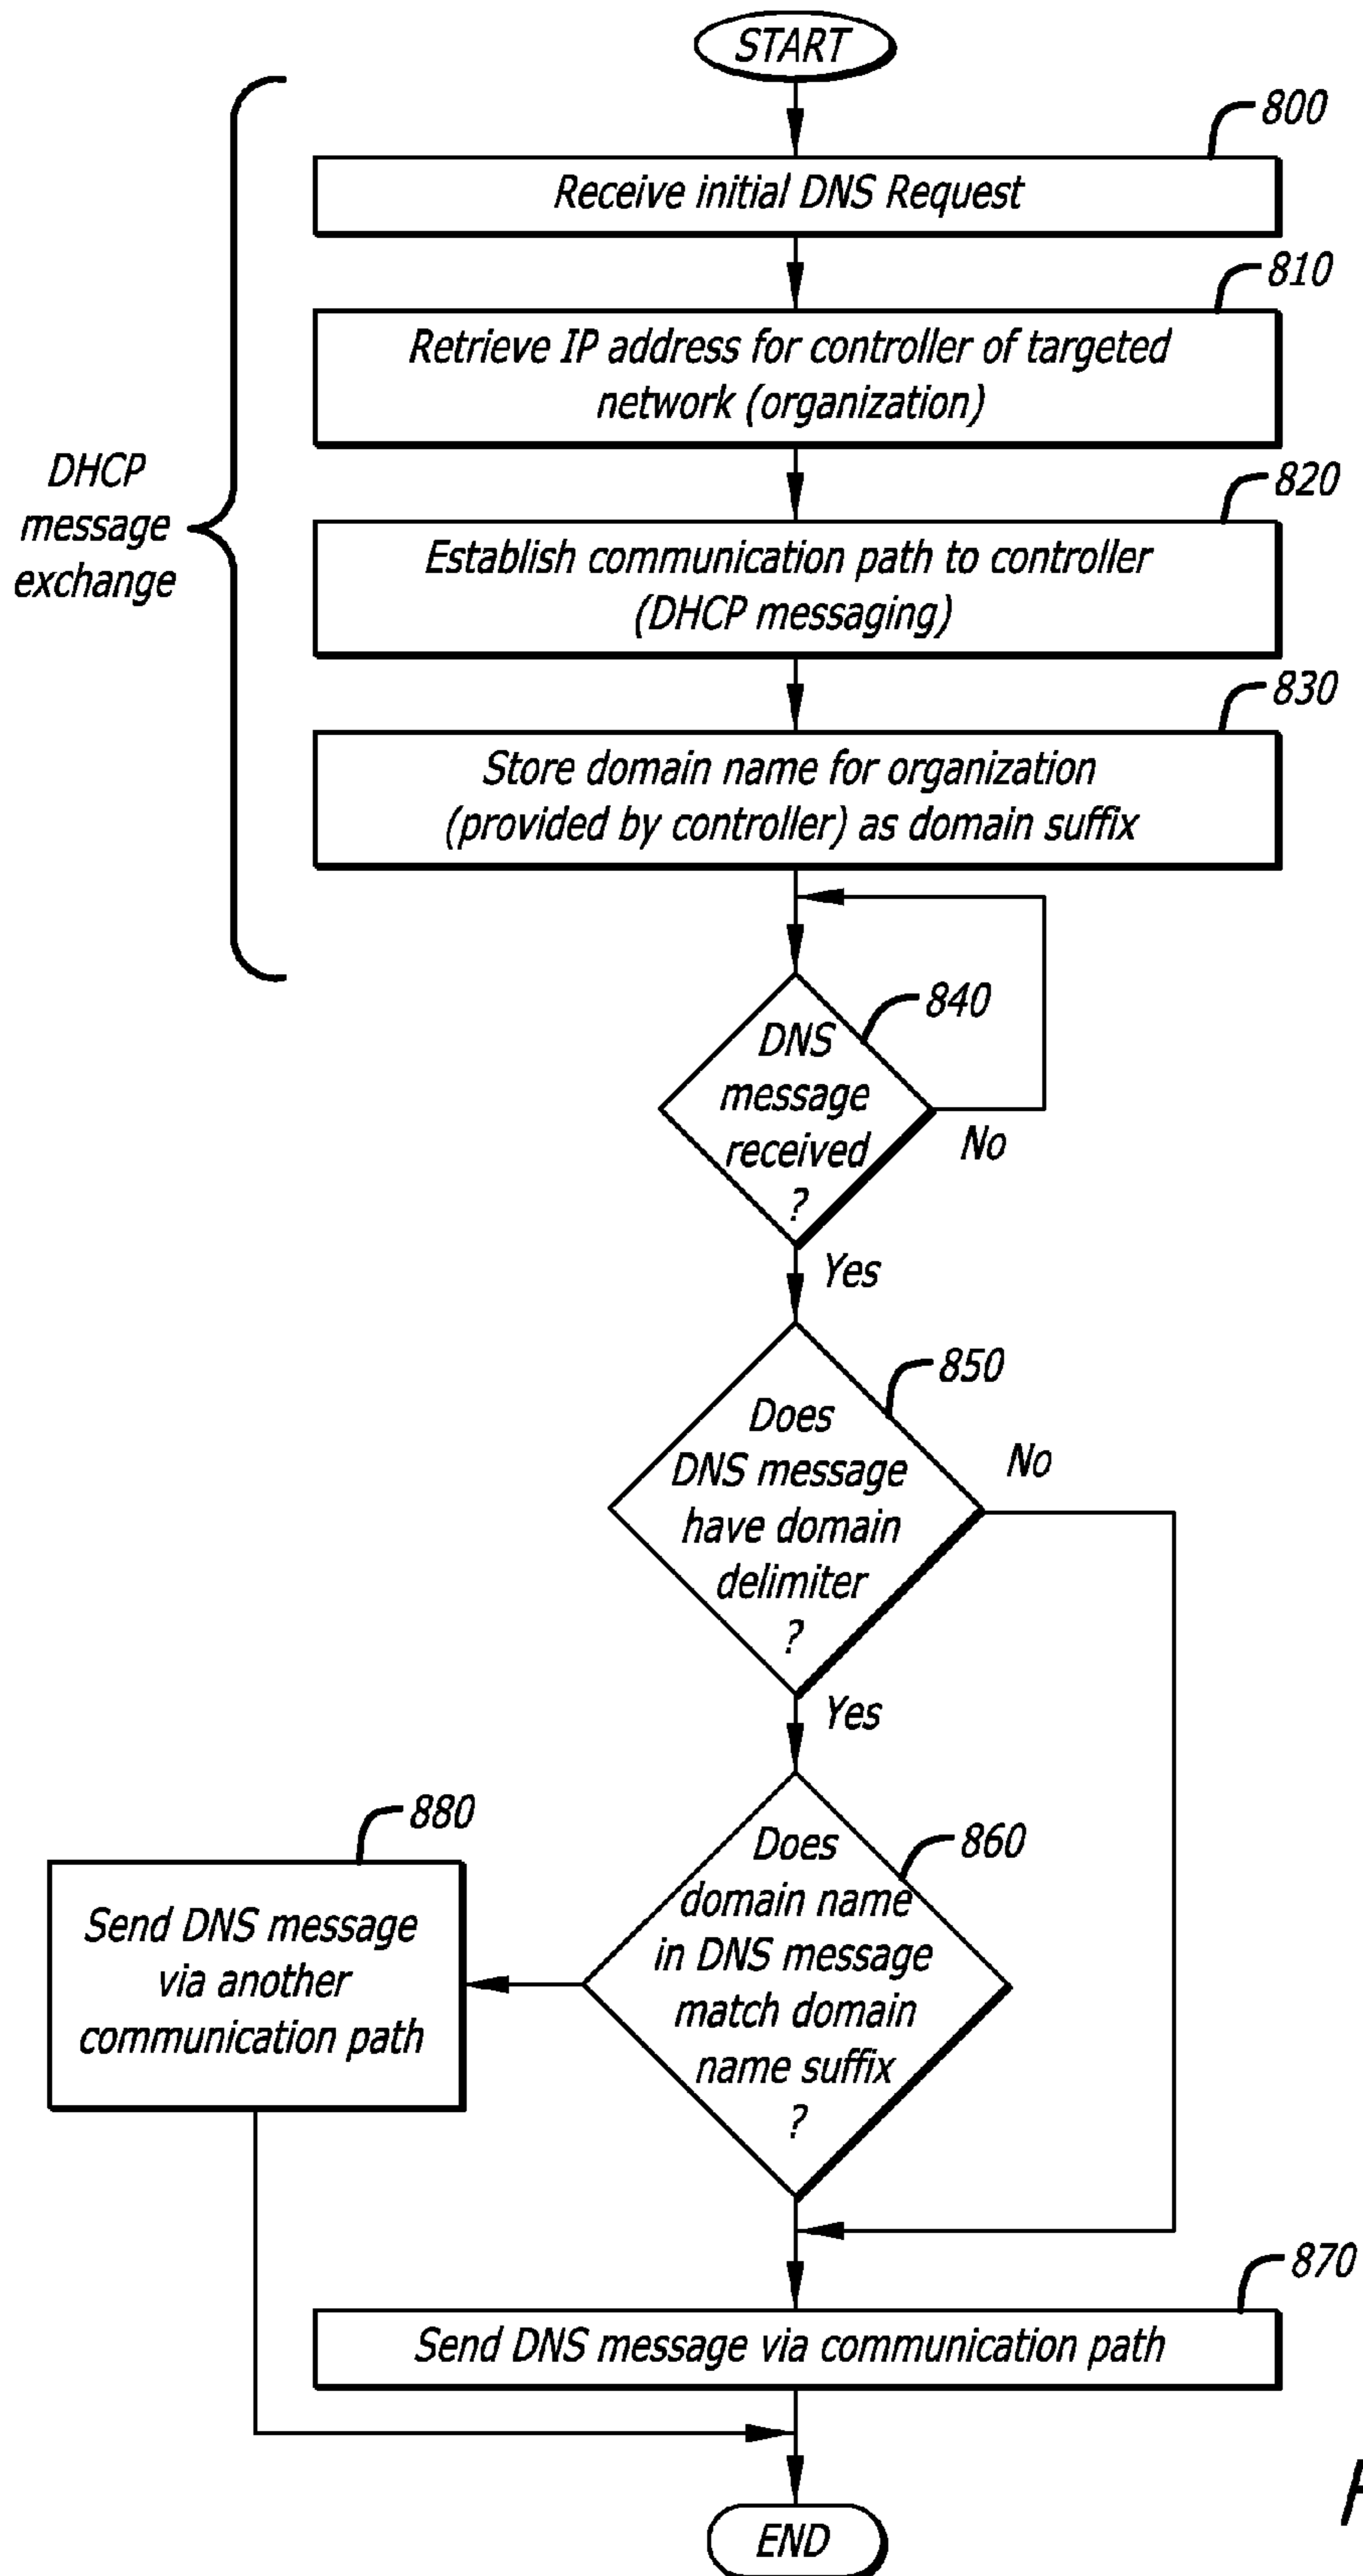 START
800
Receive initial DNS Request
810
Retrieve IP address for controller of targeted
network (organization)
DHCP
message
exchange
820
Establish communication path to controller
(DHCP messaging)
830
Store domain name for organization
(provided by controller) as domain suffix
840
DNS
message
received
?
No
Yes
850
Does
DNS message
have domain
delimiter
?
No
Yes
880
Send DNS message
via another
communication path
860
Does
domain name
in DNS message
match domain
name suffix
?
870
Send DNS message via communication path
END